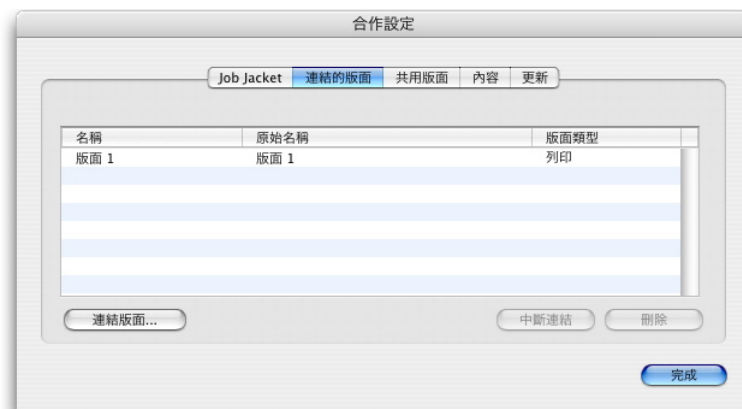 合作設定
Job Jacket 連結的版面 共用版面 內容 更新
名稱 原始名稱 版面類型
版面 1 版面 1 列印
連結版面... 中斷連結 刪除
完成